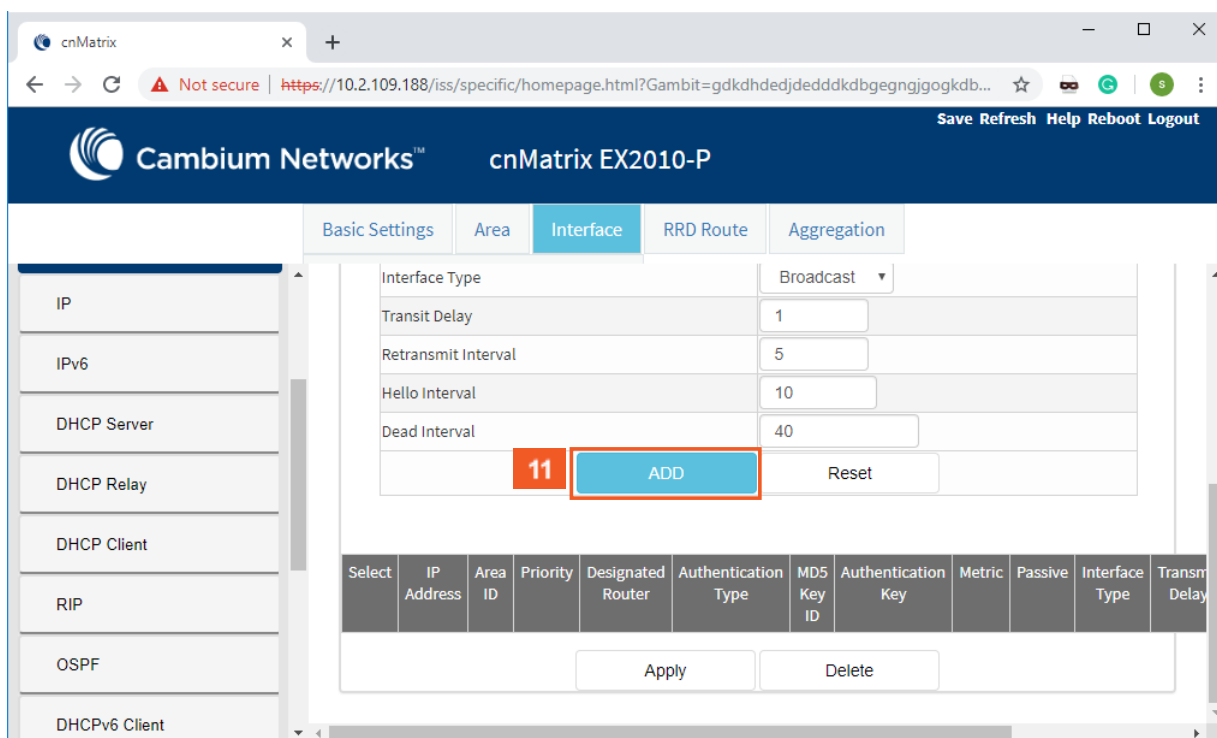 cnMatrix
Not secure | https://10.2.109.188/iss/specific/homepage.html?Gambit=gdkdhdedjdedddkdbgegngjgogkdb...
S
Save Refresh Help Reboot Logout
Cambium Networks™ cnMatrix EX2010-P
Basic Settings Area Interface RRD Route Aggregation
IP
IPv6
DHCP Server
DHCP Relay
DHCP Client
RIP
OSPF
DHCPv6 Client
Interface Type Broadcast
Transit Delay 1
Retransmit Interval 5
Hello Interval 10
Dead Interval 40
11 ADD Reset
Select IP Address Area ID Priority Designated Router Authentication Type MD5 Key ID Authentication Key Metric Passive Interface Type Transm Delay
Apply Delete